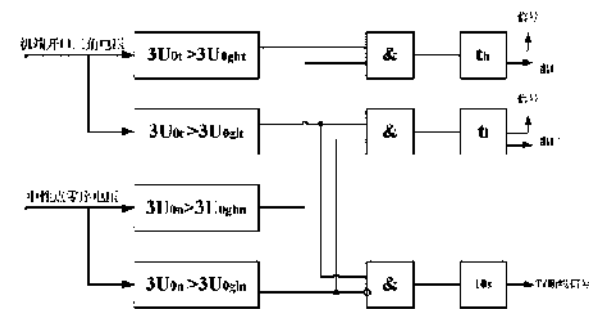 信号
机端开口三角电压
3U0t>3U0ght
&
th
出口
信号
3U0t>3U0glt
&
tl
出口
中性点零序电压
3U0n>3U0ghn
3U0n>3U0gln
&
10s
TV断线信号